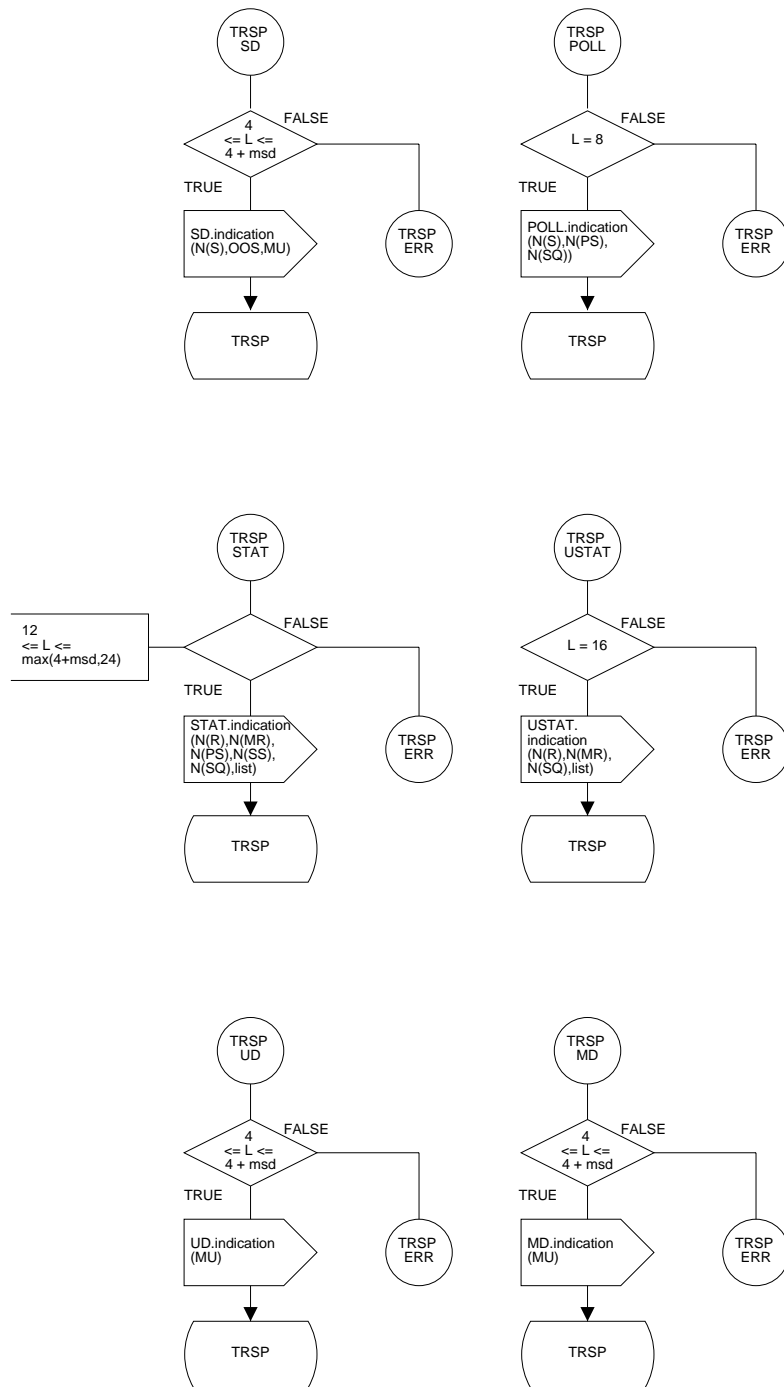 TRSP
SD
4
<= L <=
4 + msd
FALSE
TRUE
SD.indication
(N(S),OOS,MU)
TRSP
ERR
TRSP
TRSP
POLL
L = 8
FALSE
TRUE
POLL.indication
(N(S),N(PS),
N(SQ))
TRSP
ERR
TRSP
TRSP
STAT
12
<= L <=
max(4+msd,24)
FALSE
TRUE
STAT.indication
(N(R),N(MR),
N(PS),N(SS),
N(SQ),list)
TRSP
ERR
TRSP
TRSP
USTAT
L = 16
FALSE
TRUE
USTAT.
indication
(N(R),N(MR),
N(SQ),list)
TRSP
ERR
TRSP
TRSP
UD
4
<= L <=
4 + msd
FALSE
TRUE
UD.indication
(MU)
TRSP
ERR
TRSP
TRSP
MD
4
<= L <=
4 + msd
FALSE
TRUE
MD.indication
(MU)
TRSP
ERR
TRSP